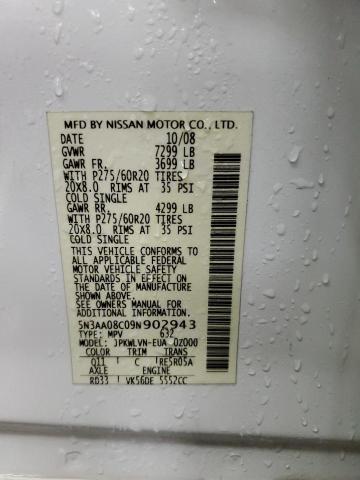 MFD BY NISSAN MOTOR CO., LTD.
DATE 10/08
GVWR 7299 LB
GAWR FR. 3699 LB
WITH P275/60R20 TIRES
20X8.0 RIMS AT 35 PSI
COLD SINGLE
GAWR RR. 4299 LB
WITH P275/60R20 TIRES
20X8.0 RIMS AT 35 PSI
COLD SINGLE
THIS VEHICLE CONFORMS TO
ALL APPLICABLE FEDERAL
MOTOR VEHICLE SAFETY
STANDARDS IN EFFECT ON
THE DATE OF MANUFACTURE
SHOWN ABOVE.
SEE OWNERS MANUAL FOR
ADDITIONAL INFORMATION
5N3AA08C09N902943
TYPE: MPV 632
MODEL: JPKWLVN-EUA 0Z000
COLOR TRIM TRANS
Q11 C RE5R05A
AXLE ENGINE
RD33 VK56DE 5552CC